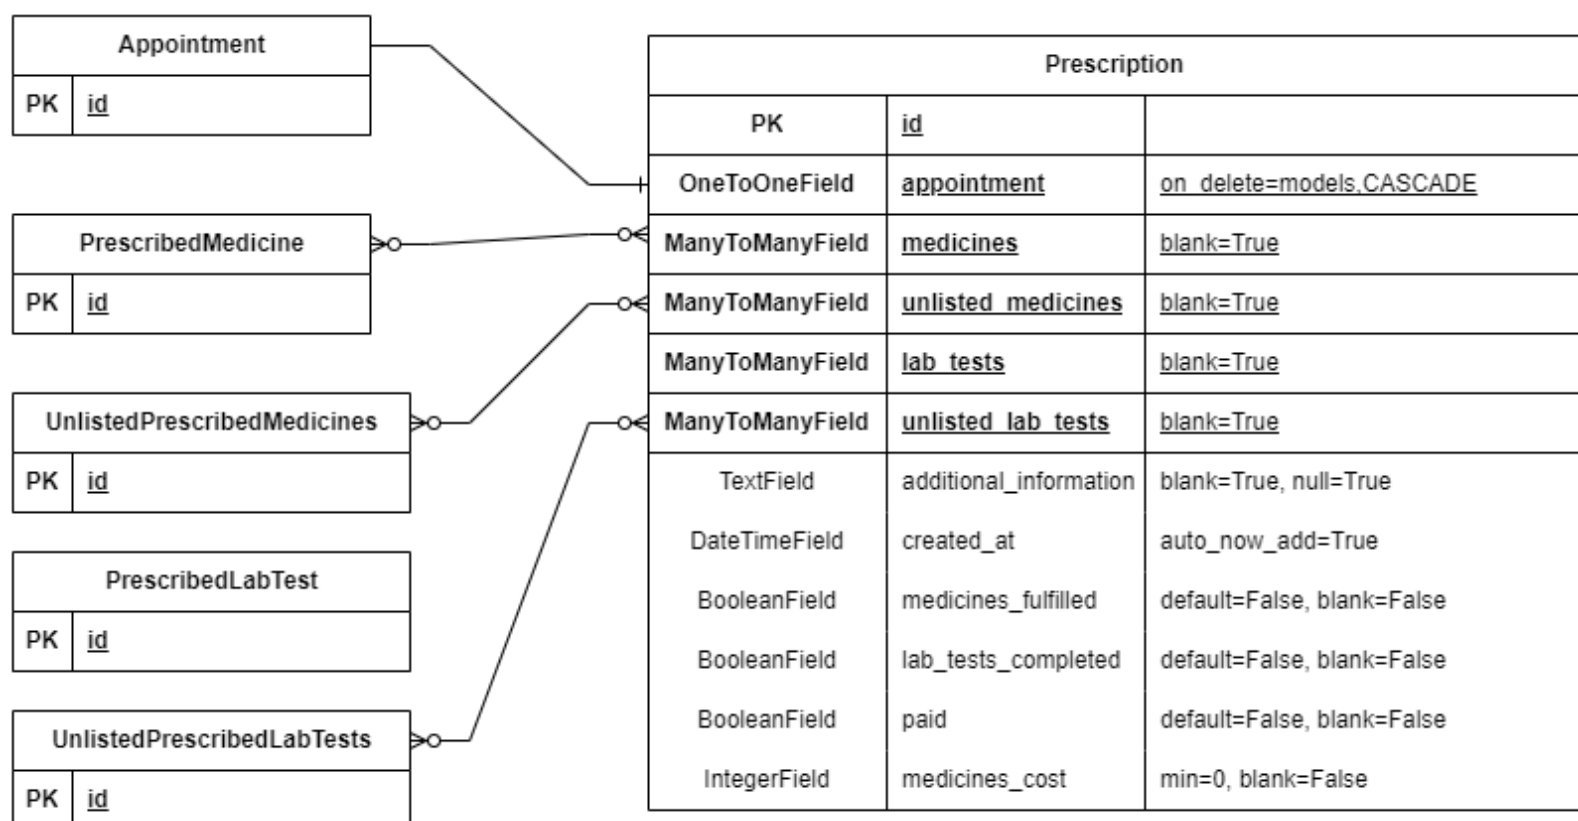 Appointment
PK id
PrescribedMedicine
PK id
UnlistedPrescribedMedicines
PK id
PrescribedLabTest
PK id
UnlistedPrescribedLabTests
PK id
Prescription
PK id
OneToOneField appointment on_delete=models,CASCADE
ManyToManyField medicines blank=True
ManyToManyField unlisted_medicines blank=True
ManyToManyField lab_tests blank=True
ManyToManyField unlisted_lab_tests blank=True
TextField additional_information blank=True, null=True
DateTimeField created_at auto_now_add=True
BooleanField medicines_fulfilled default=False, blank=False
BooleanField lab_tests_completed default=False, blank=False
BooleanField paid default=False, blank=False
IntegerField medicines_cost min=0, blank=False